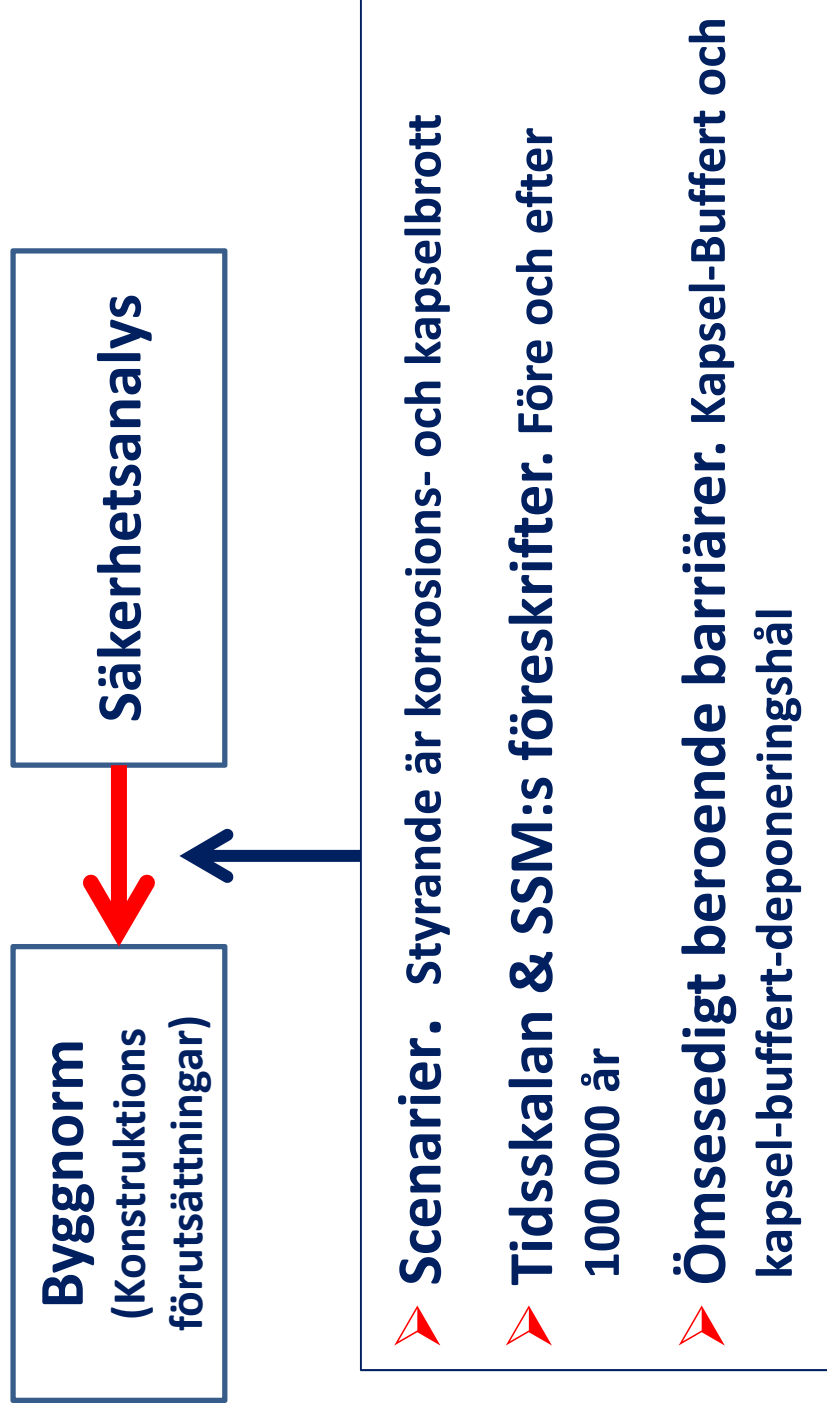 Byggnorm
(Konstruktions
förutsättningar)
Säkerhetsanalys
Scenarier. Styrande är korrosions- och kapselbrott
Tidsskalan & SSM:s föreskrifter. Före och efter
100 000 år
Ömsesedigt beroende barriärer. Kapsel-Buffert och
kapsel-buffert-deponeringshål